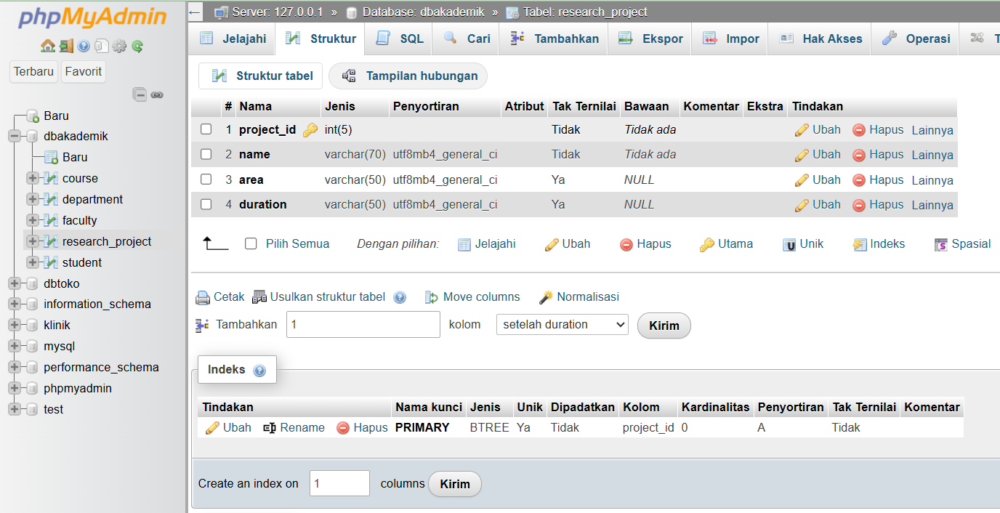 phpMyAdmin
Terbaru Favorit
Baru
dbakademik
Baru
course
department
faculty
research_project
student
dbtoko
information_schema
klinik
mysql
performance_schema
phpmyadmin
test
← Server: 127.0.0.1 » Database: dbakademik » Tabel: research_project
Jelajahi Struktur SQL Cari Tambahkan Ekspor Impor Hak Akses Operasi T
Struktur tabel Tampilan hubungan
# Nama Jenis Penyortiran Atribut Tak Ternilai Bawaan Komentar Ekstra Tindakan
1 project_id int(5) Tidak Tidak ada Ubah Hapus Lainnya
2 name varchar(70) utf8mb4_general_ci Tidak Tidak ada Ubah Hapus Lainnya
3 area varchar(50) utf8mb4_general_ci Ya NULL Ubah Hapus Lainnya
4 duration varchar(50) utf8mb4_general_ci Ya NULL Ubah Hapus Lainnya
Pilih Semua Dengan pilihan: Jelajahi Ubah Hapus Utama Unik Indeks Spasial
Cetak Usulkan struktur tabel Move columns Normalisasi
Tambahkan 1 kolom setelah duration Kirim
Indeks
Tindakan Nama kunci Jenis Unik Dipadatkan Kolom Kardinalitas Penyortiran Tak Ternilai Komentar
Ubah Rename Hapus PRIMARY BTREE Ya Tidak project_id 0 A Tidak
Create an index on 1 columns Kirim